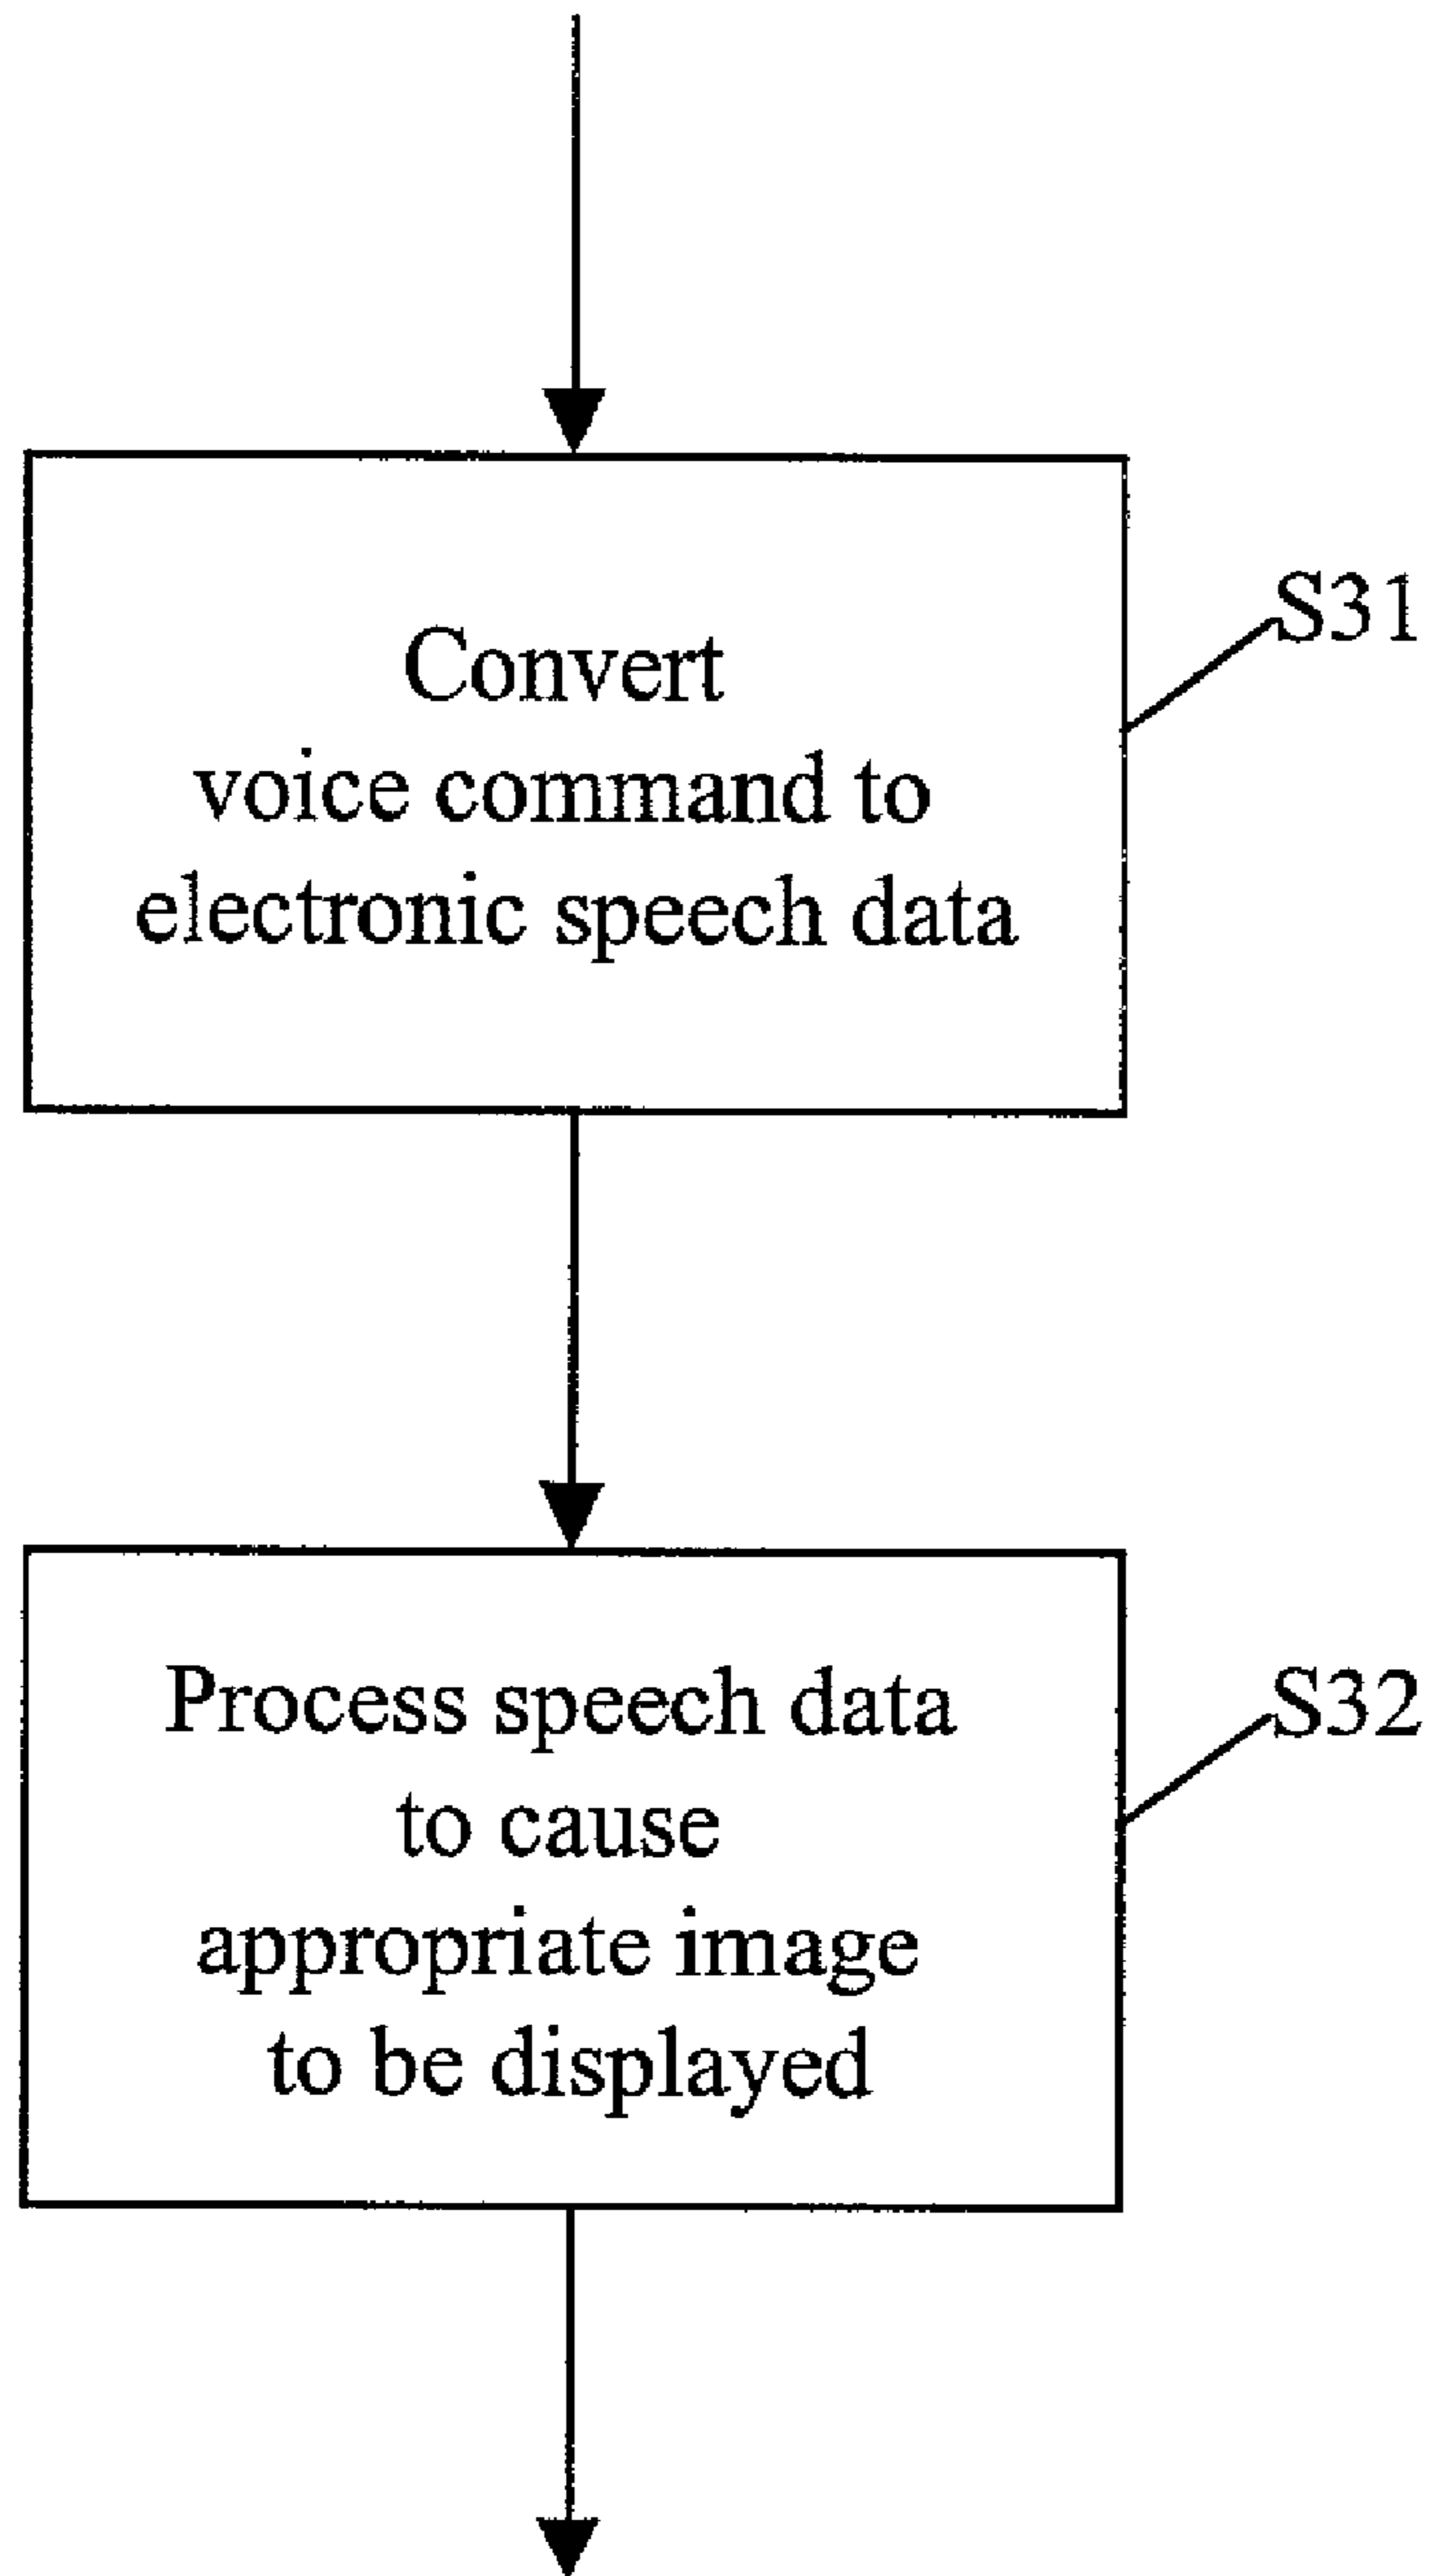 Convert
voice command to
electronic speech data
S31
Process speech data
to cause
appropriate image
to be displayed
S32